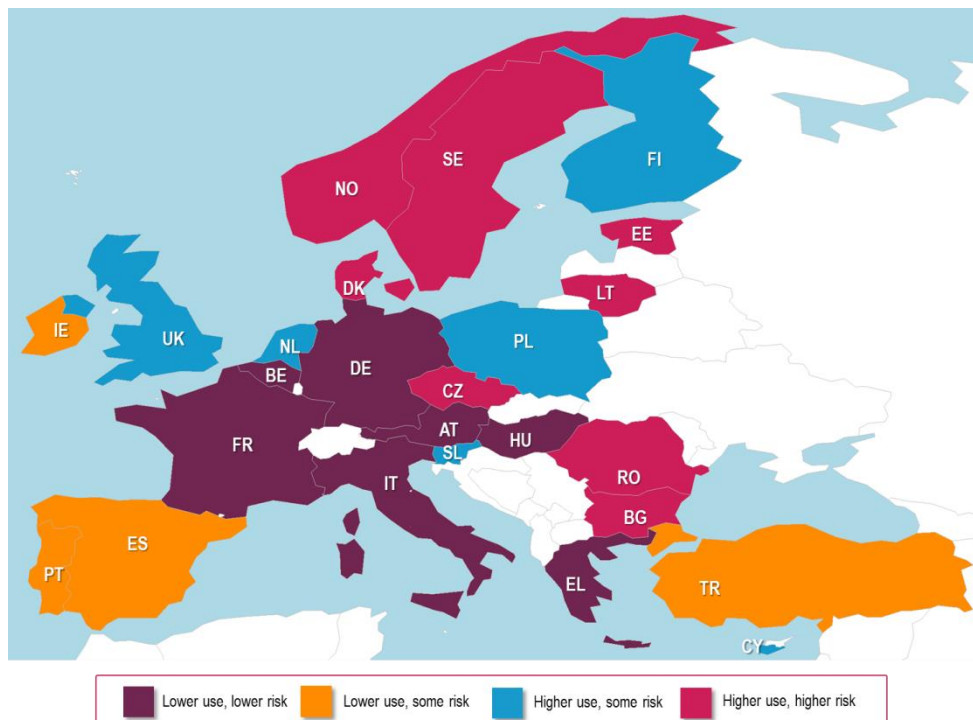 SE
FI
NO
EE
DK
LT
IE
UK
NL
PL
BE
DE
CZ
FR
AT
HU
SL
IT
RO
BG
ES
PT
EL
TR
CY
Lower use, lower risk Lower use, some risk Higher use, some risk Higher use, higher risk